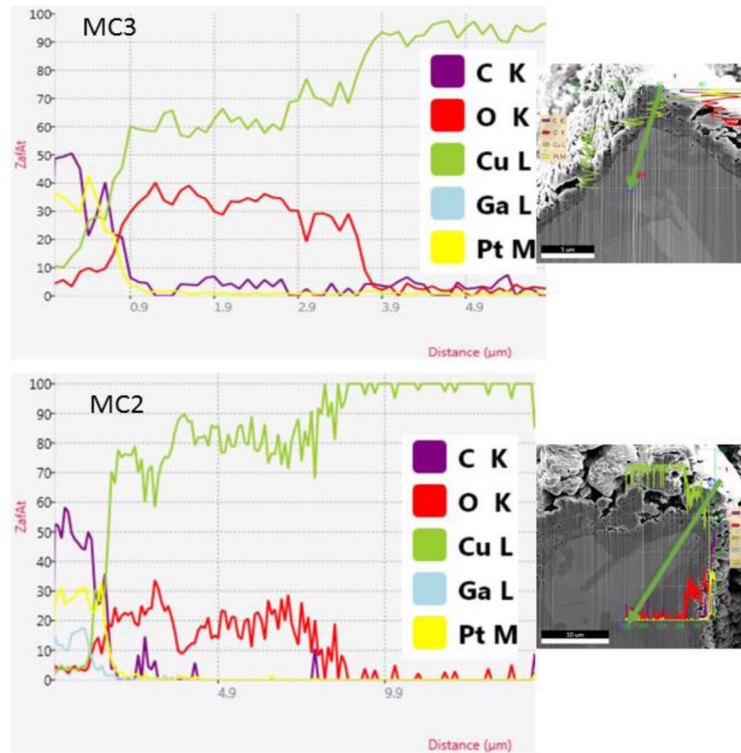 MC3
100
90
80
70
60
50
40
30
20
10
0
ZafAt
0.9
1.9
2.9
3.9
4.9
Distance (µm)
C K
O K
Cu L
Ga L
Pt M
5 µm
MC2
100
90
80
70
60
50
40
30
20
10
0
ZafAt
4.9
9.9
Distance (µm)
C K
O K
Cu L
Ga L
Pt M
10 µm